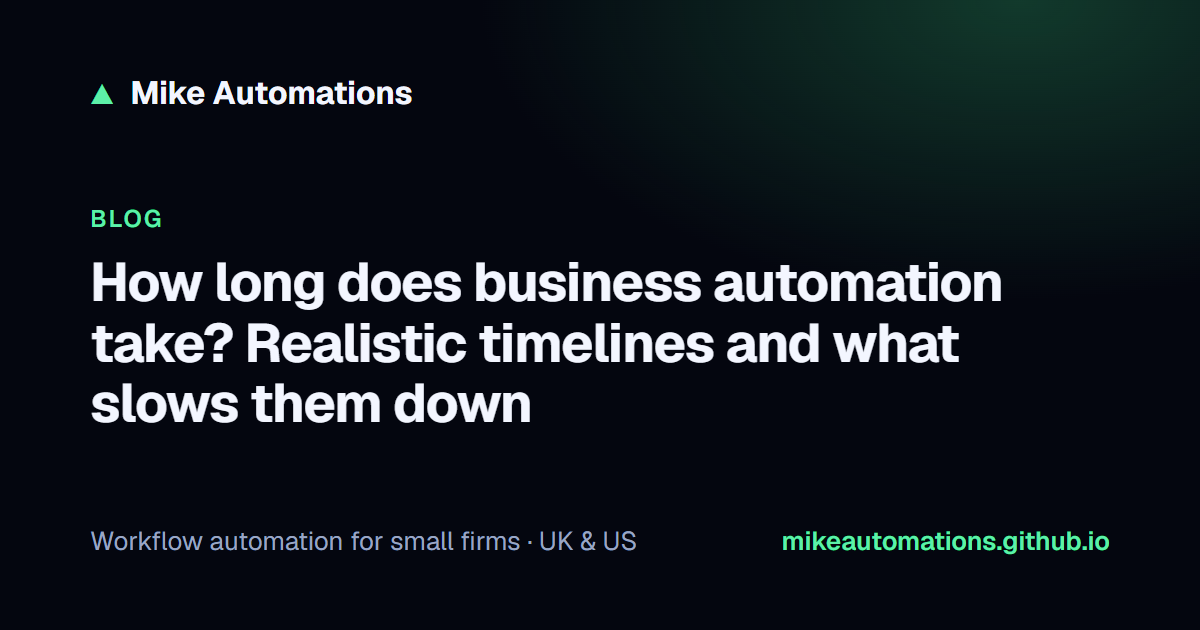 Mike Automations
BLOG
How long does business automation
take? Realistic timelines and what
slows them down
Workflow automation for small firms · UK & US
mikeautomations.github.io